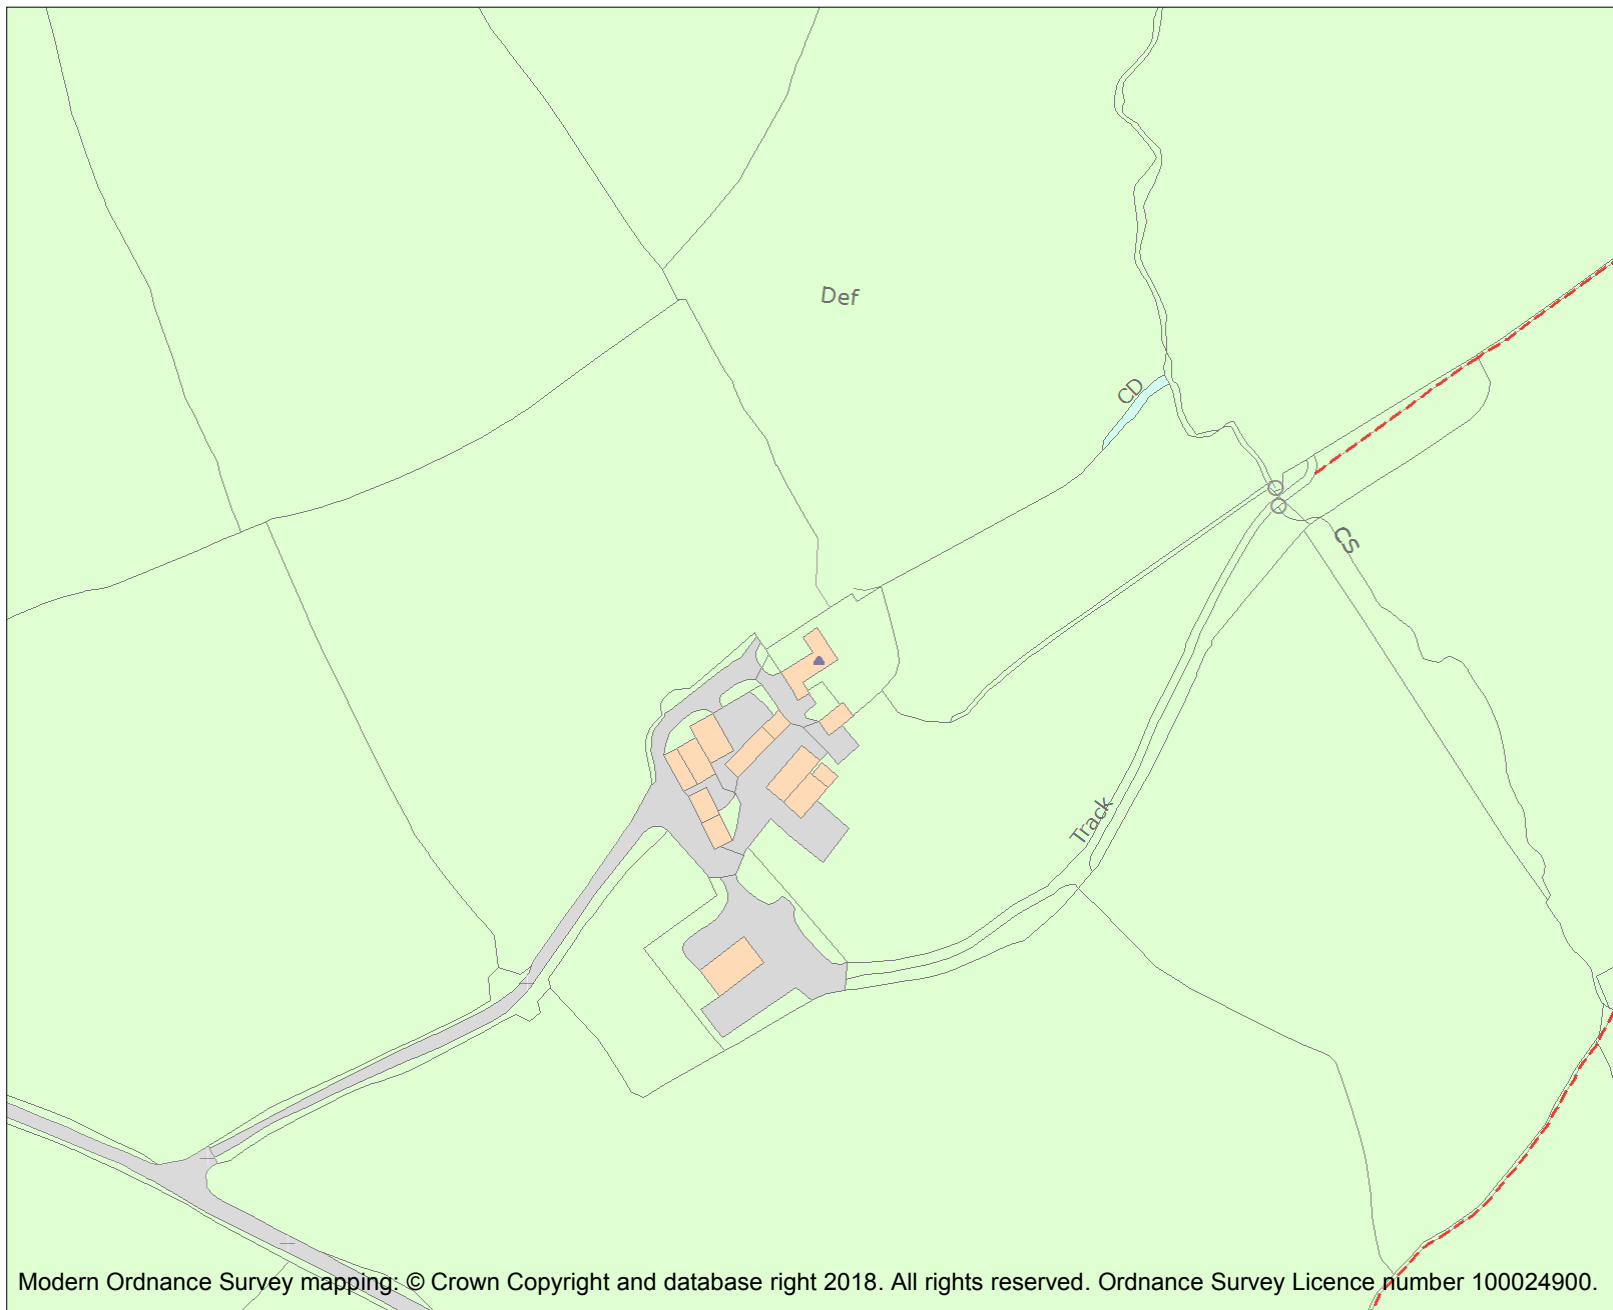 Def
CD
CS
Track
Modern Ordnance Survey mapping: © Crown Copyright and database right 2018. All rights reserved. Ordnance Survey Licence number 100024900.